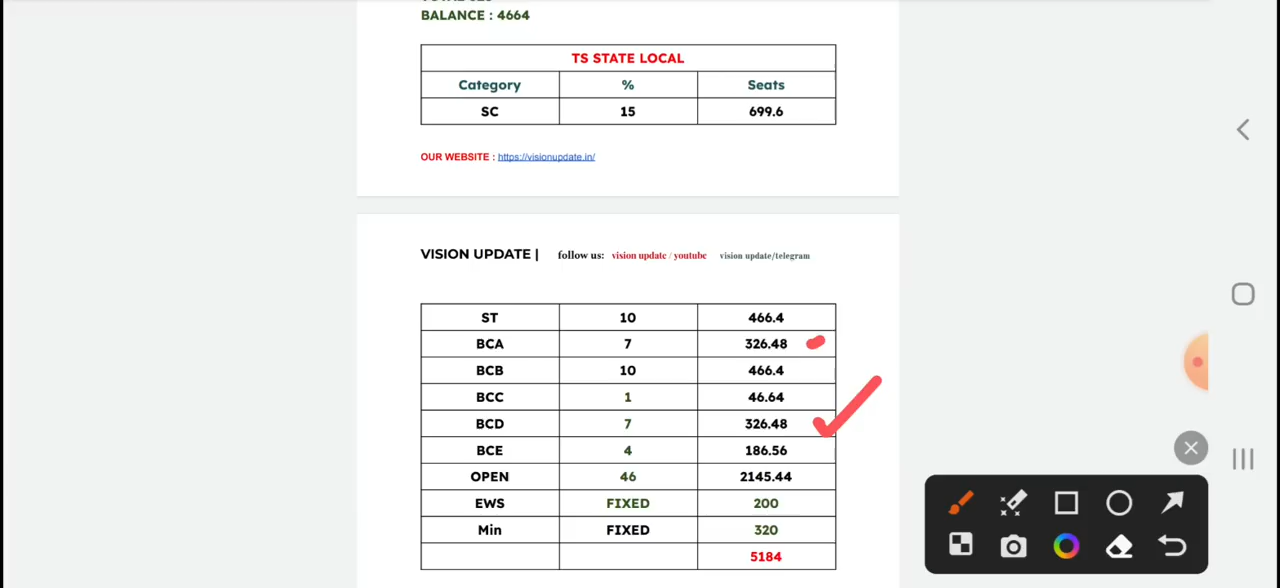 BALANCE : 4664
TS STATE LOCAL
Category % Seats
SC 15 699.6
OUR WEBSITE : https://visionupdate.in/
VISION UPDATE | follow us: vision update / youtube vision update/telegram
ST 10 466.4
BCA 7 326.48
BCB 10 466.4
BCC 1 46.64
BCD 7 326.48
BCE 4 186.56
OPEN 46 2145.44
EWS FIXED 200
Min FIXED 320
5184